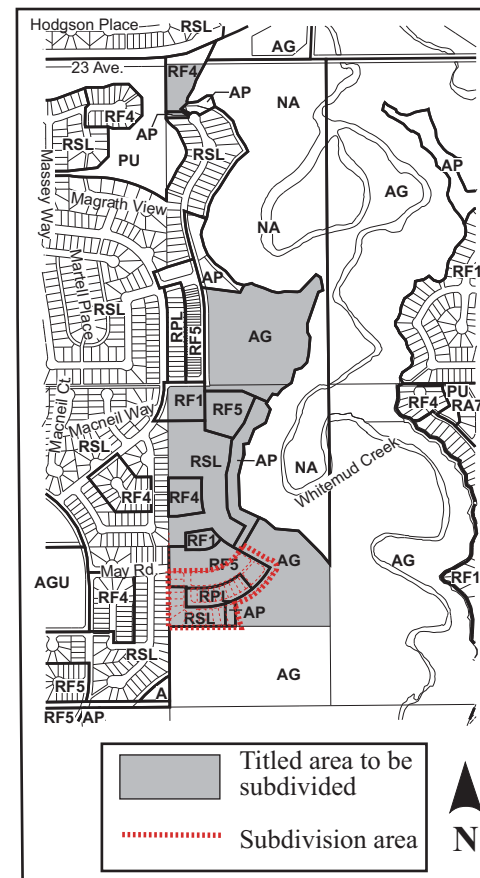 Hodgson Place
RSL
AG
23 Ave.
RF4
AP
NA
RF4
AP
RSL
PU
RSL
AP
Massey Way
Magrath View
NA
AG
AP
RF1
Martell Place
RSL
RPL
RF5
AG
Macneil Ct.
Macneil Way
RF1
RF5
PU
RF4
RA7
RSL
RSL
AP
NA
Whitemud Creek
RF4
RF4
RF1
AG
AG
May Rd
RF5
RF1
AGU
RF4
RPL
RSL
AP
AG
RF5
A
RF5
AP
Titled area to be
subdivided
Subdivision area
N